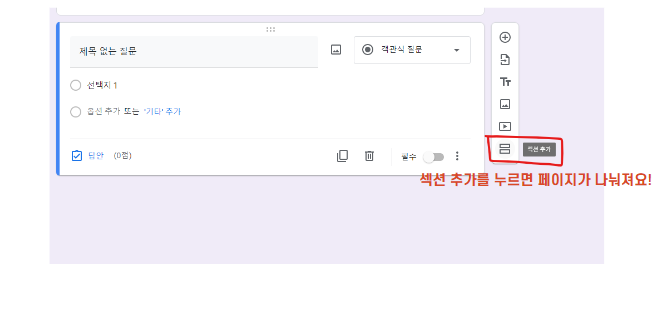 제목 없는 질문
객관식 질문
선택지 1
옵션 추가 또는 '기타' 추가
답안 (0점)
필수
섹션 추가
섹션 추가를 누르면 페이지가 나눠져요!